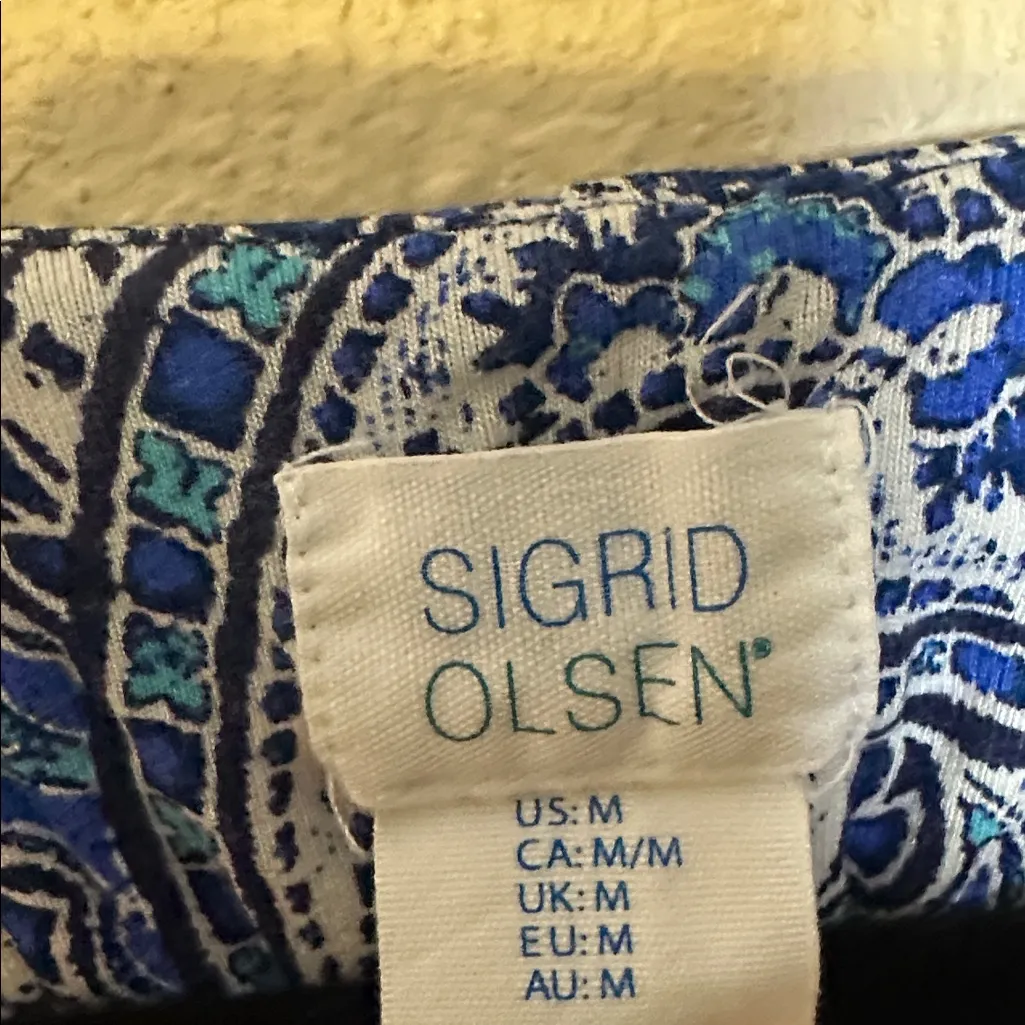 SIGRID
OLSEN®
US: M
CA: M/M
UK: M
EU: M
AU: M